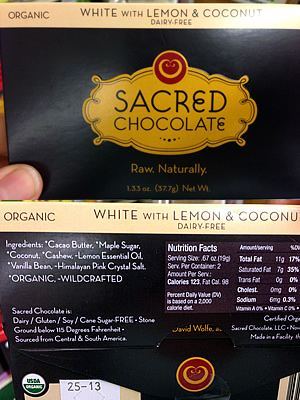 ORGANIC WHITE WITH LEMON & COCONUT
DAIRY-FREE
SACRED
CHOCOLATE
Raw. Naturally.
1.33 oz. (37.7g) Net Wt.
ORGANIC WHITE WITH LEMON & COCONU
DAIRY-FREE
Ingredients: *Cacao Butter, *Maple Sugar,
*Coconut, *Cashew, ~Lemon Essential Oil,
*Vanilla Bean, ~Himalayan Pink Crystal Salt.
*ORGANIC, ~WILDCRAFTED
Sacred Chocolate is:
Dairy / Gluten / Soy / Cane Sugar-FREE • Stone
Ground below 115 Degrees Fahrenheit •
Sourced from Central & South America.
Nutrition Facts
Serving Size: .67 oz (19g)
Serv. Per Container: 2
Amount Per Serv.:
Calories 123, Fat Cal. 98
Percent Daily Value (DV)
is based on a 2,000
calorie diet.
Amount/serving %DV
Total Fat 11g 17%
Saturated Fat 7g 35%
Trans Fat 0g 0%
Cholest. 0mg 0%
Sodium 6mg 0.3%
Vitamin A 0% • Vitamin C 0%
Certified Orga
David Wolfe,
Sacred Chocolate, LLC •
Made in a Facility
USDA
ORGANIC
25-13